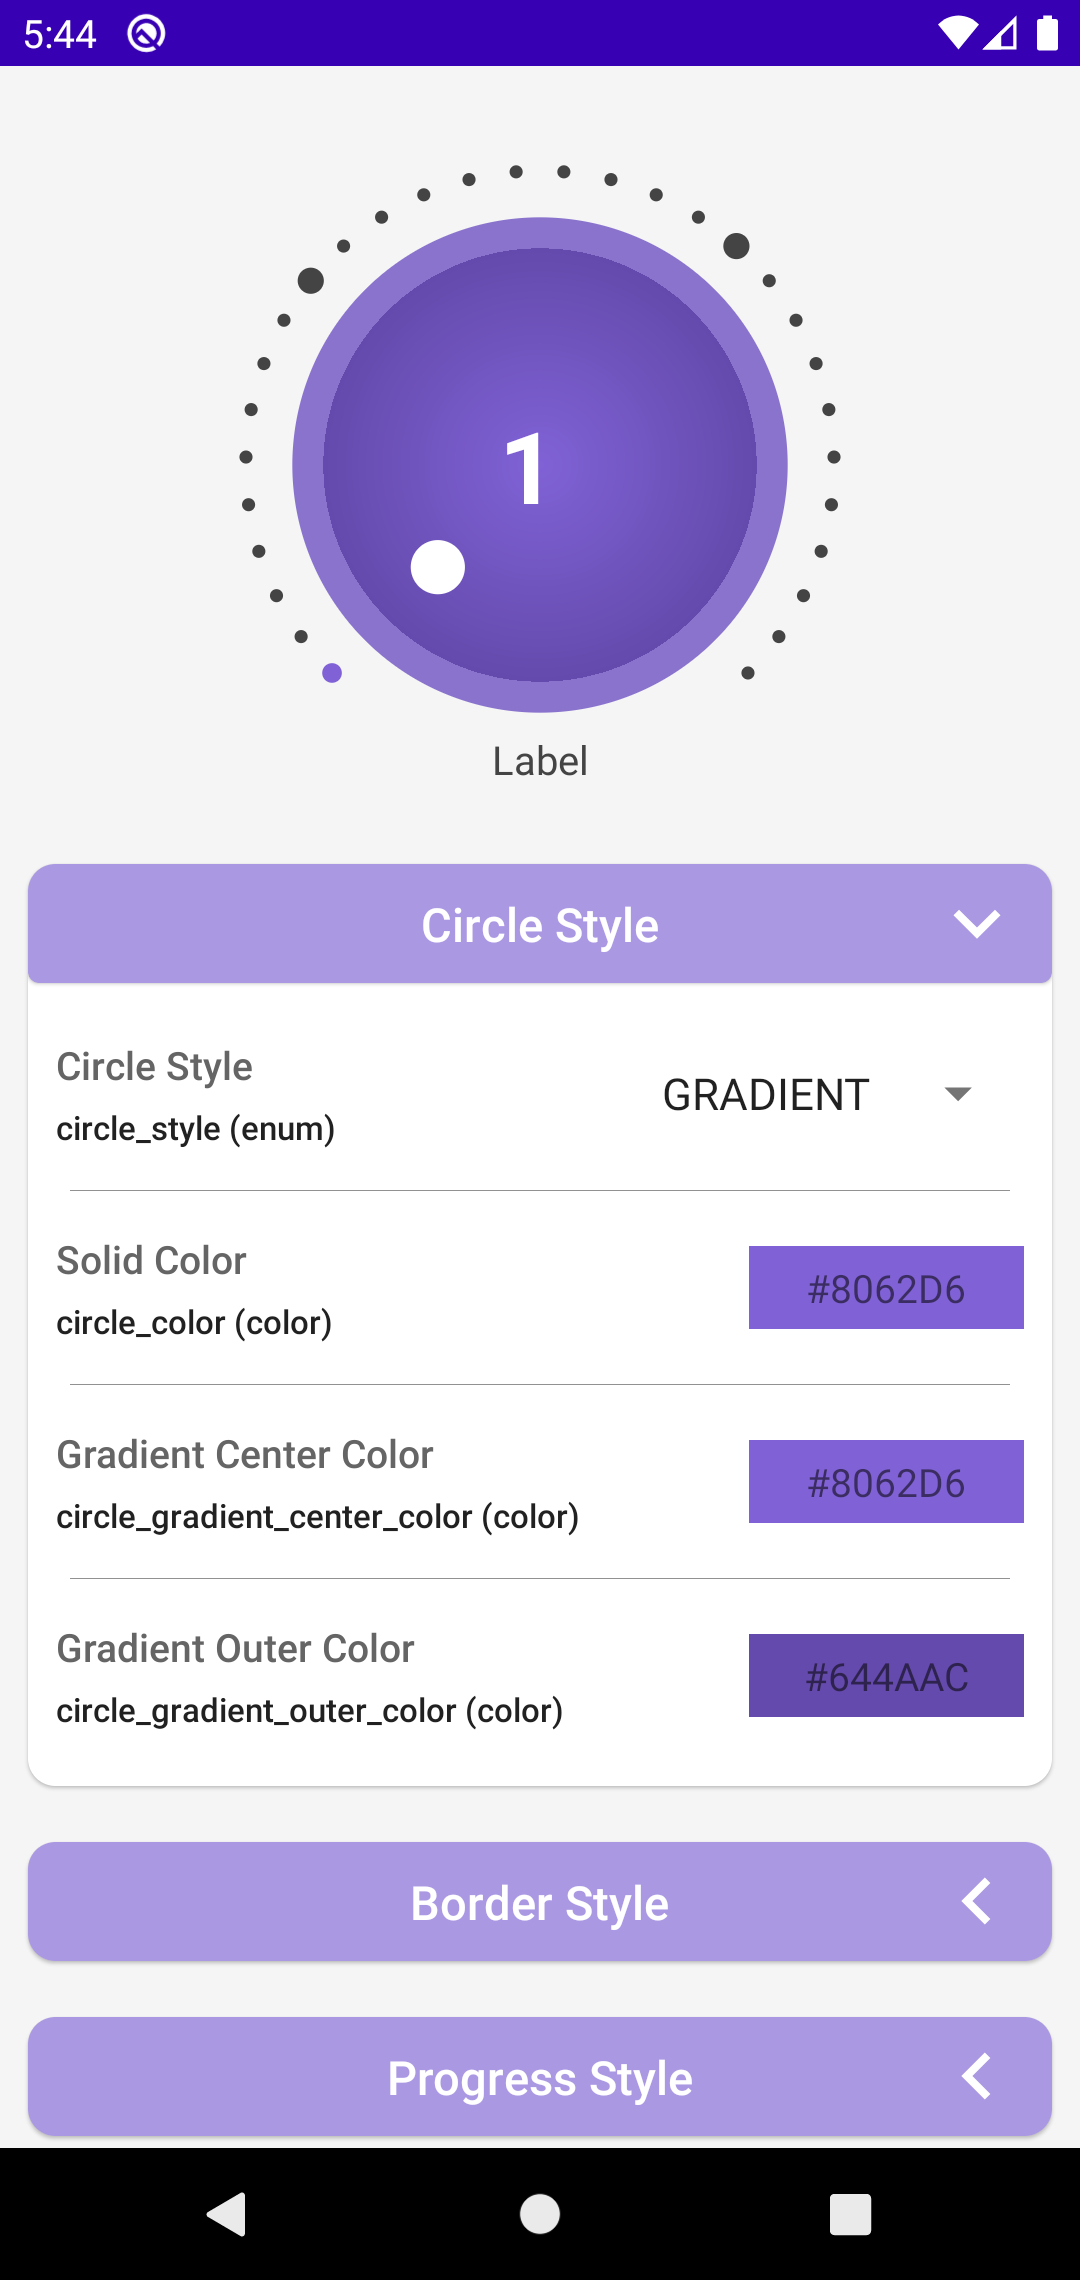 5:44
1
Label
Circle Style
Circle Style
GRADIENT
circle_style (enum)
Solid Color
#8062D6
circle_color (color)
Gradient Center Color
#8062D6
circle_gradient_center_color (color)
Gradient Outer Color
#644AAC
circle_gradient_outer_color (color)
Border Style
Progress Style